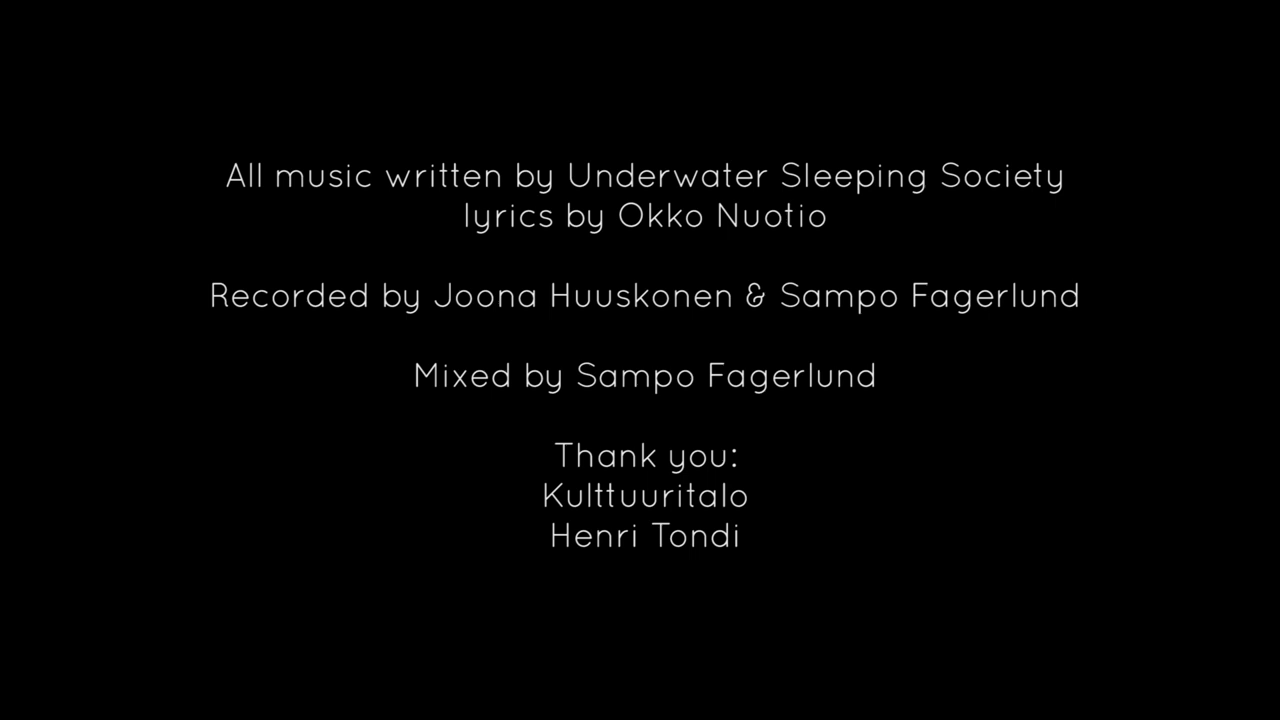 All music written by Underwater Sleeping Society
lyrics by Okko Nuotio
Recorded by Joona Huuskonen & Sampo Fagerlund
Mixed by Sampo Fagerlund
Thank you:
Kulttuuritalo
Henri Tondi